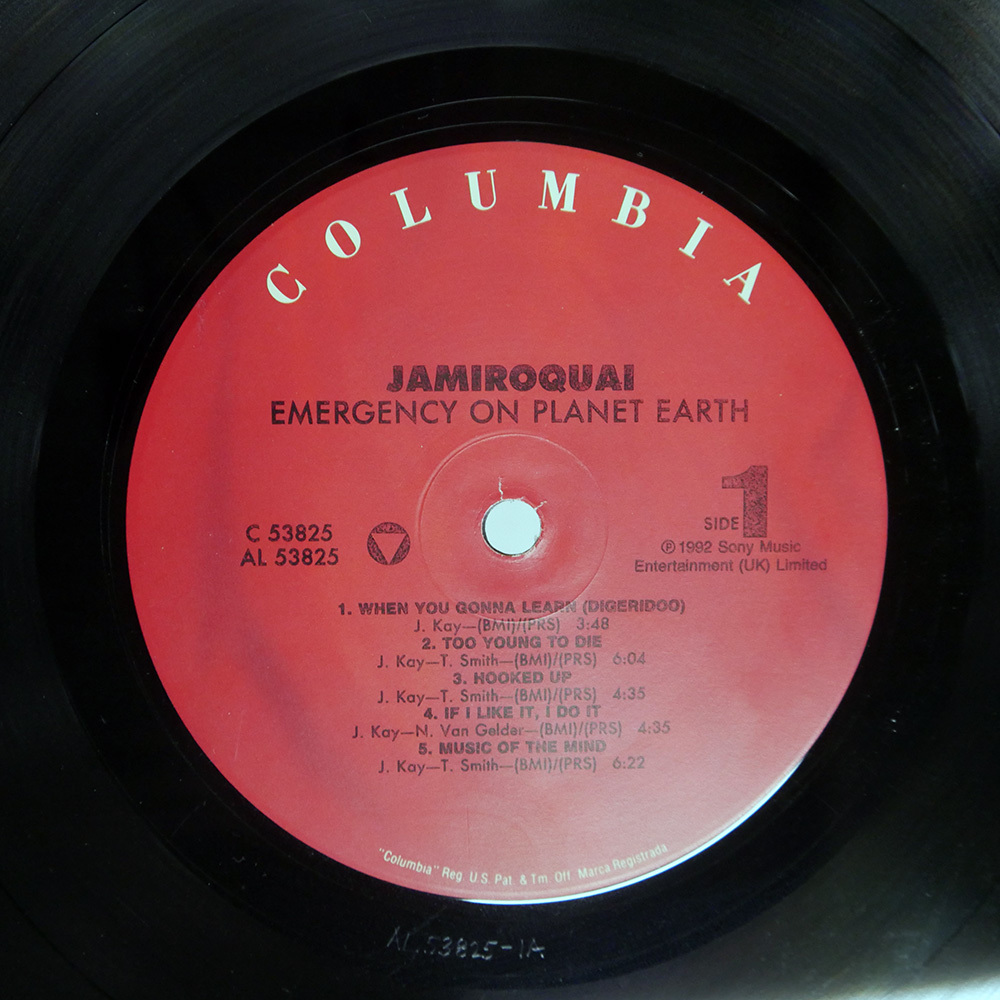 COLUMBIA
JAMIROQUAI
EMERGENCY ON PLANET EARTH
C 53825
AL 53825
SIDE 1
℗ 1992 Sony Music
Entertainment (UK) Limited
1. WHEN YOU GONNA LEARN (DIGERIDOO)
J. Kay—(BMI)/(PRS) 3:48
2. TOO YOUNG TO DIE
J. Kay—T. Smith—(BMI)/(PRS) 6:04
3. HOOKED UP
J. Kay—T. Smith—(BMI)/(PRS) 4:35
4. IF I LIKE IT, I DO IT
J. Kay—N. Van Gelder—(BMI)/(PRS) 4:35
5. MUSIC OF THE MIND
J. Kay—T. Smith—(BMI)/(PRS) 6:22
"Columbia" Reg. U.S. Pat. & Tm. Off. Marca Registrada
AL 53825-1A